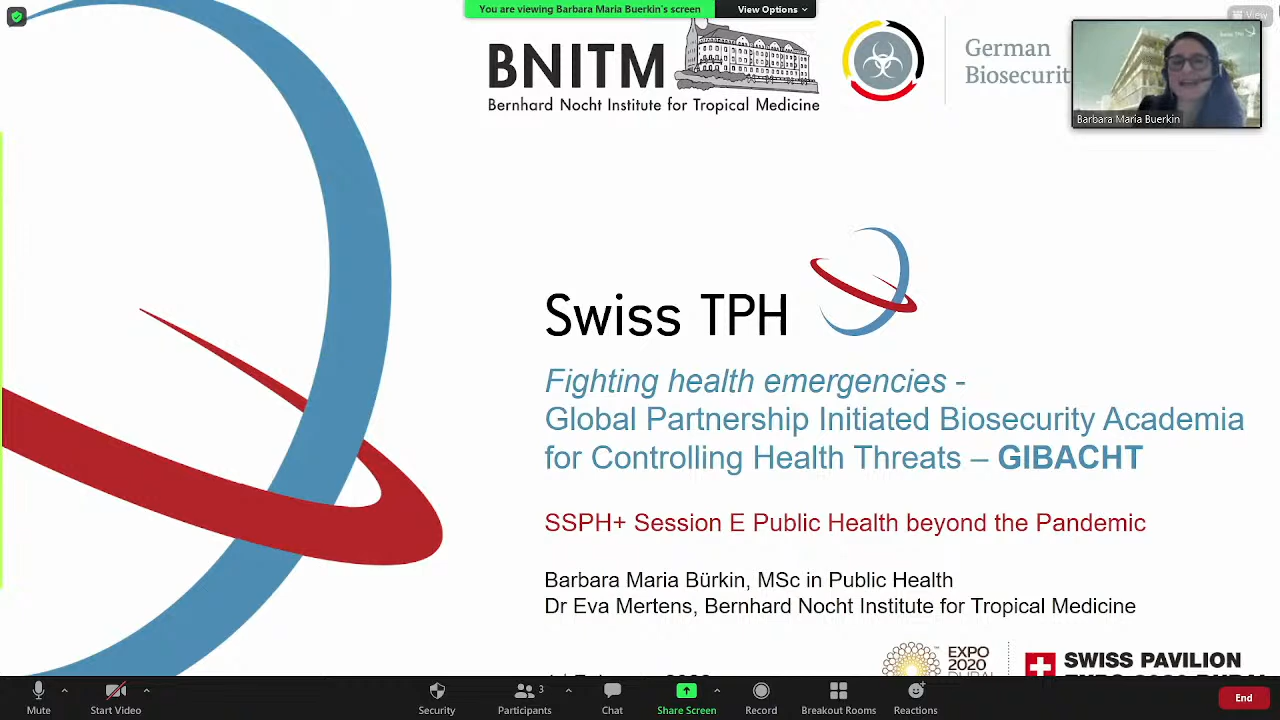 You are viewing Barbara Maria Buerkin's screen
View Options
View
BNITM
Bernhard Nocht Institute for Tropical Medicine
German
Biosecurit
Swiss TPH
Barbara Maria Buerkin
Swiss TPH
Fighting health emergencies -
Global Partnership Initiated Biosecurity Academia
for Controlling Health Threats – GIBACHT
SSPH+ Session E Public Health beyond the Pandemic
Barbara Maria Bürkin, MSc in Public Health
Dr Eva Mertens, Bernhard Nocht Institute for Tropical Medicine
EXPO
2020
SWISS PAVILION
Mute
Start Video
Security
Participants
3
Chat
Share Screen
Record
Breakout Rooms
Reactions
End